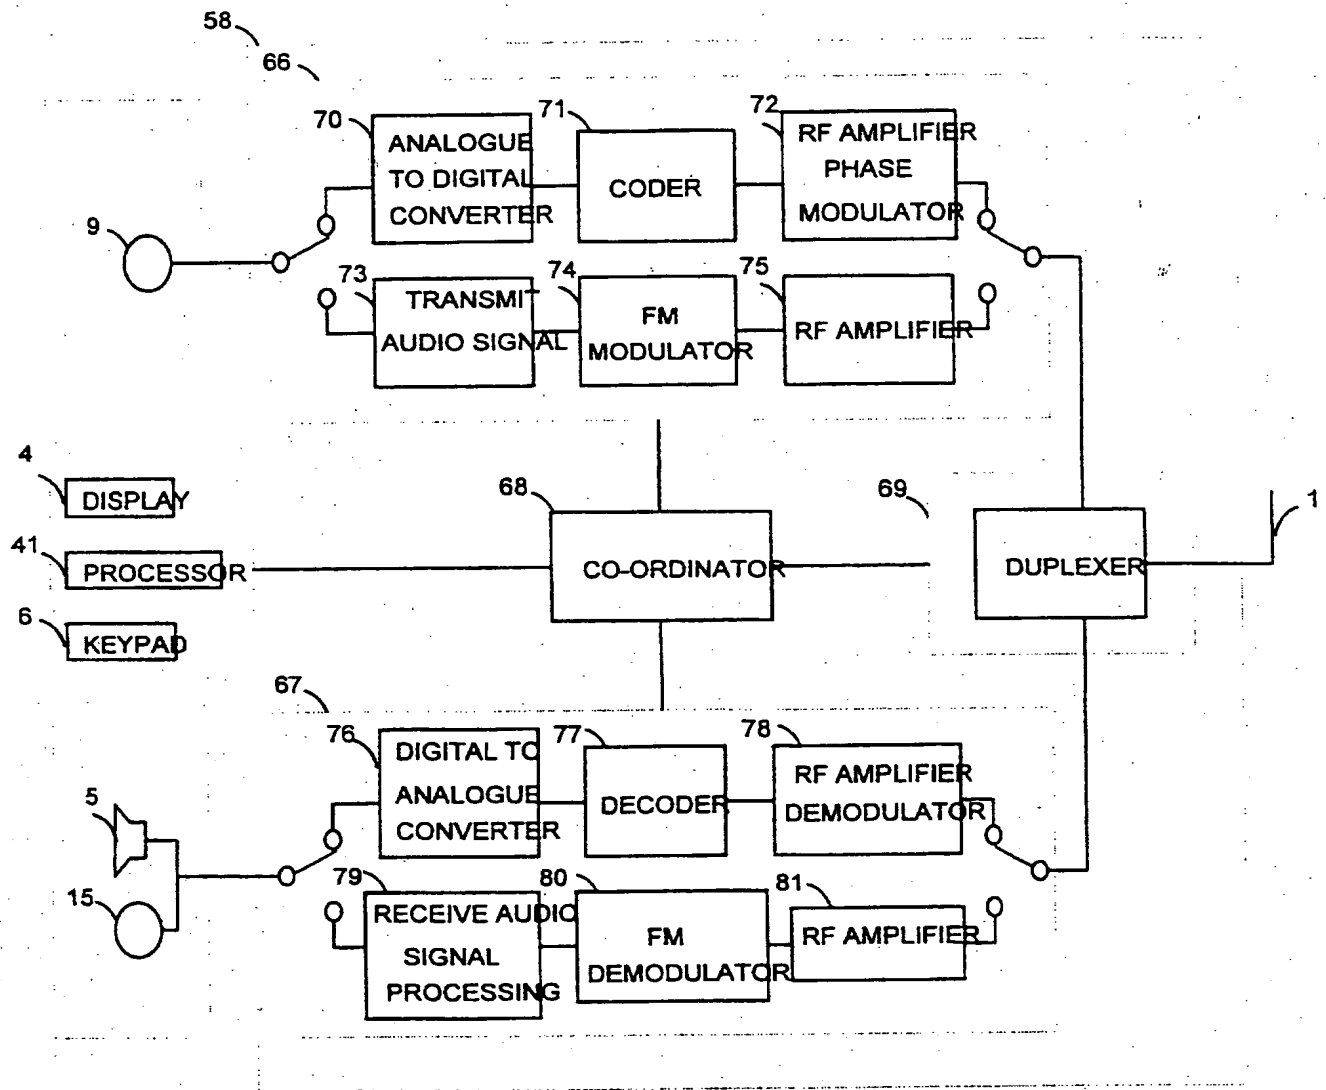 58
66
70
ANALOGUE
TO DIGITAL
CONVERTER
71
CODER
72
RF AMPLIFIER
PHASE
MODULATOR
9
73
TRANSMIT
AUDIO SIGNAL
74
FM
MODULATOR
75
RF AMPLIFIER
4
DISPLAY
41
PROCESSOR
6
KEYPAD
68
CO-ORDINATOR
69
DUPLEXER
1
67
76
DIGITAL TO
ANALOGUE
CONVERTER
77
DECODER
78
RF AMPLIFIER
DEMODULATOR
5
15
79
RECEIVE AUDIO
SIGNAL
PROCESSING
80
FM
DEMODULATOR
81
RF AMPLIFIER